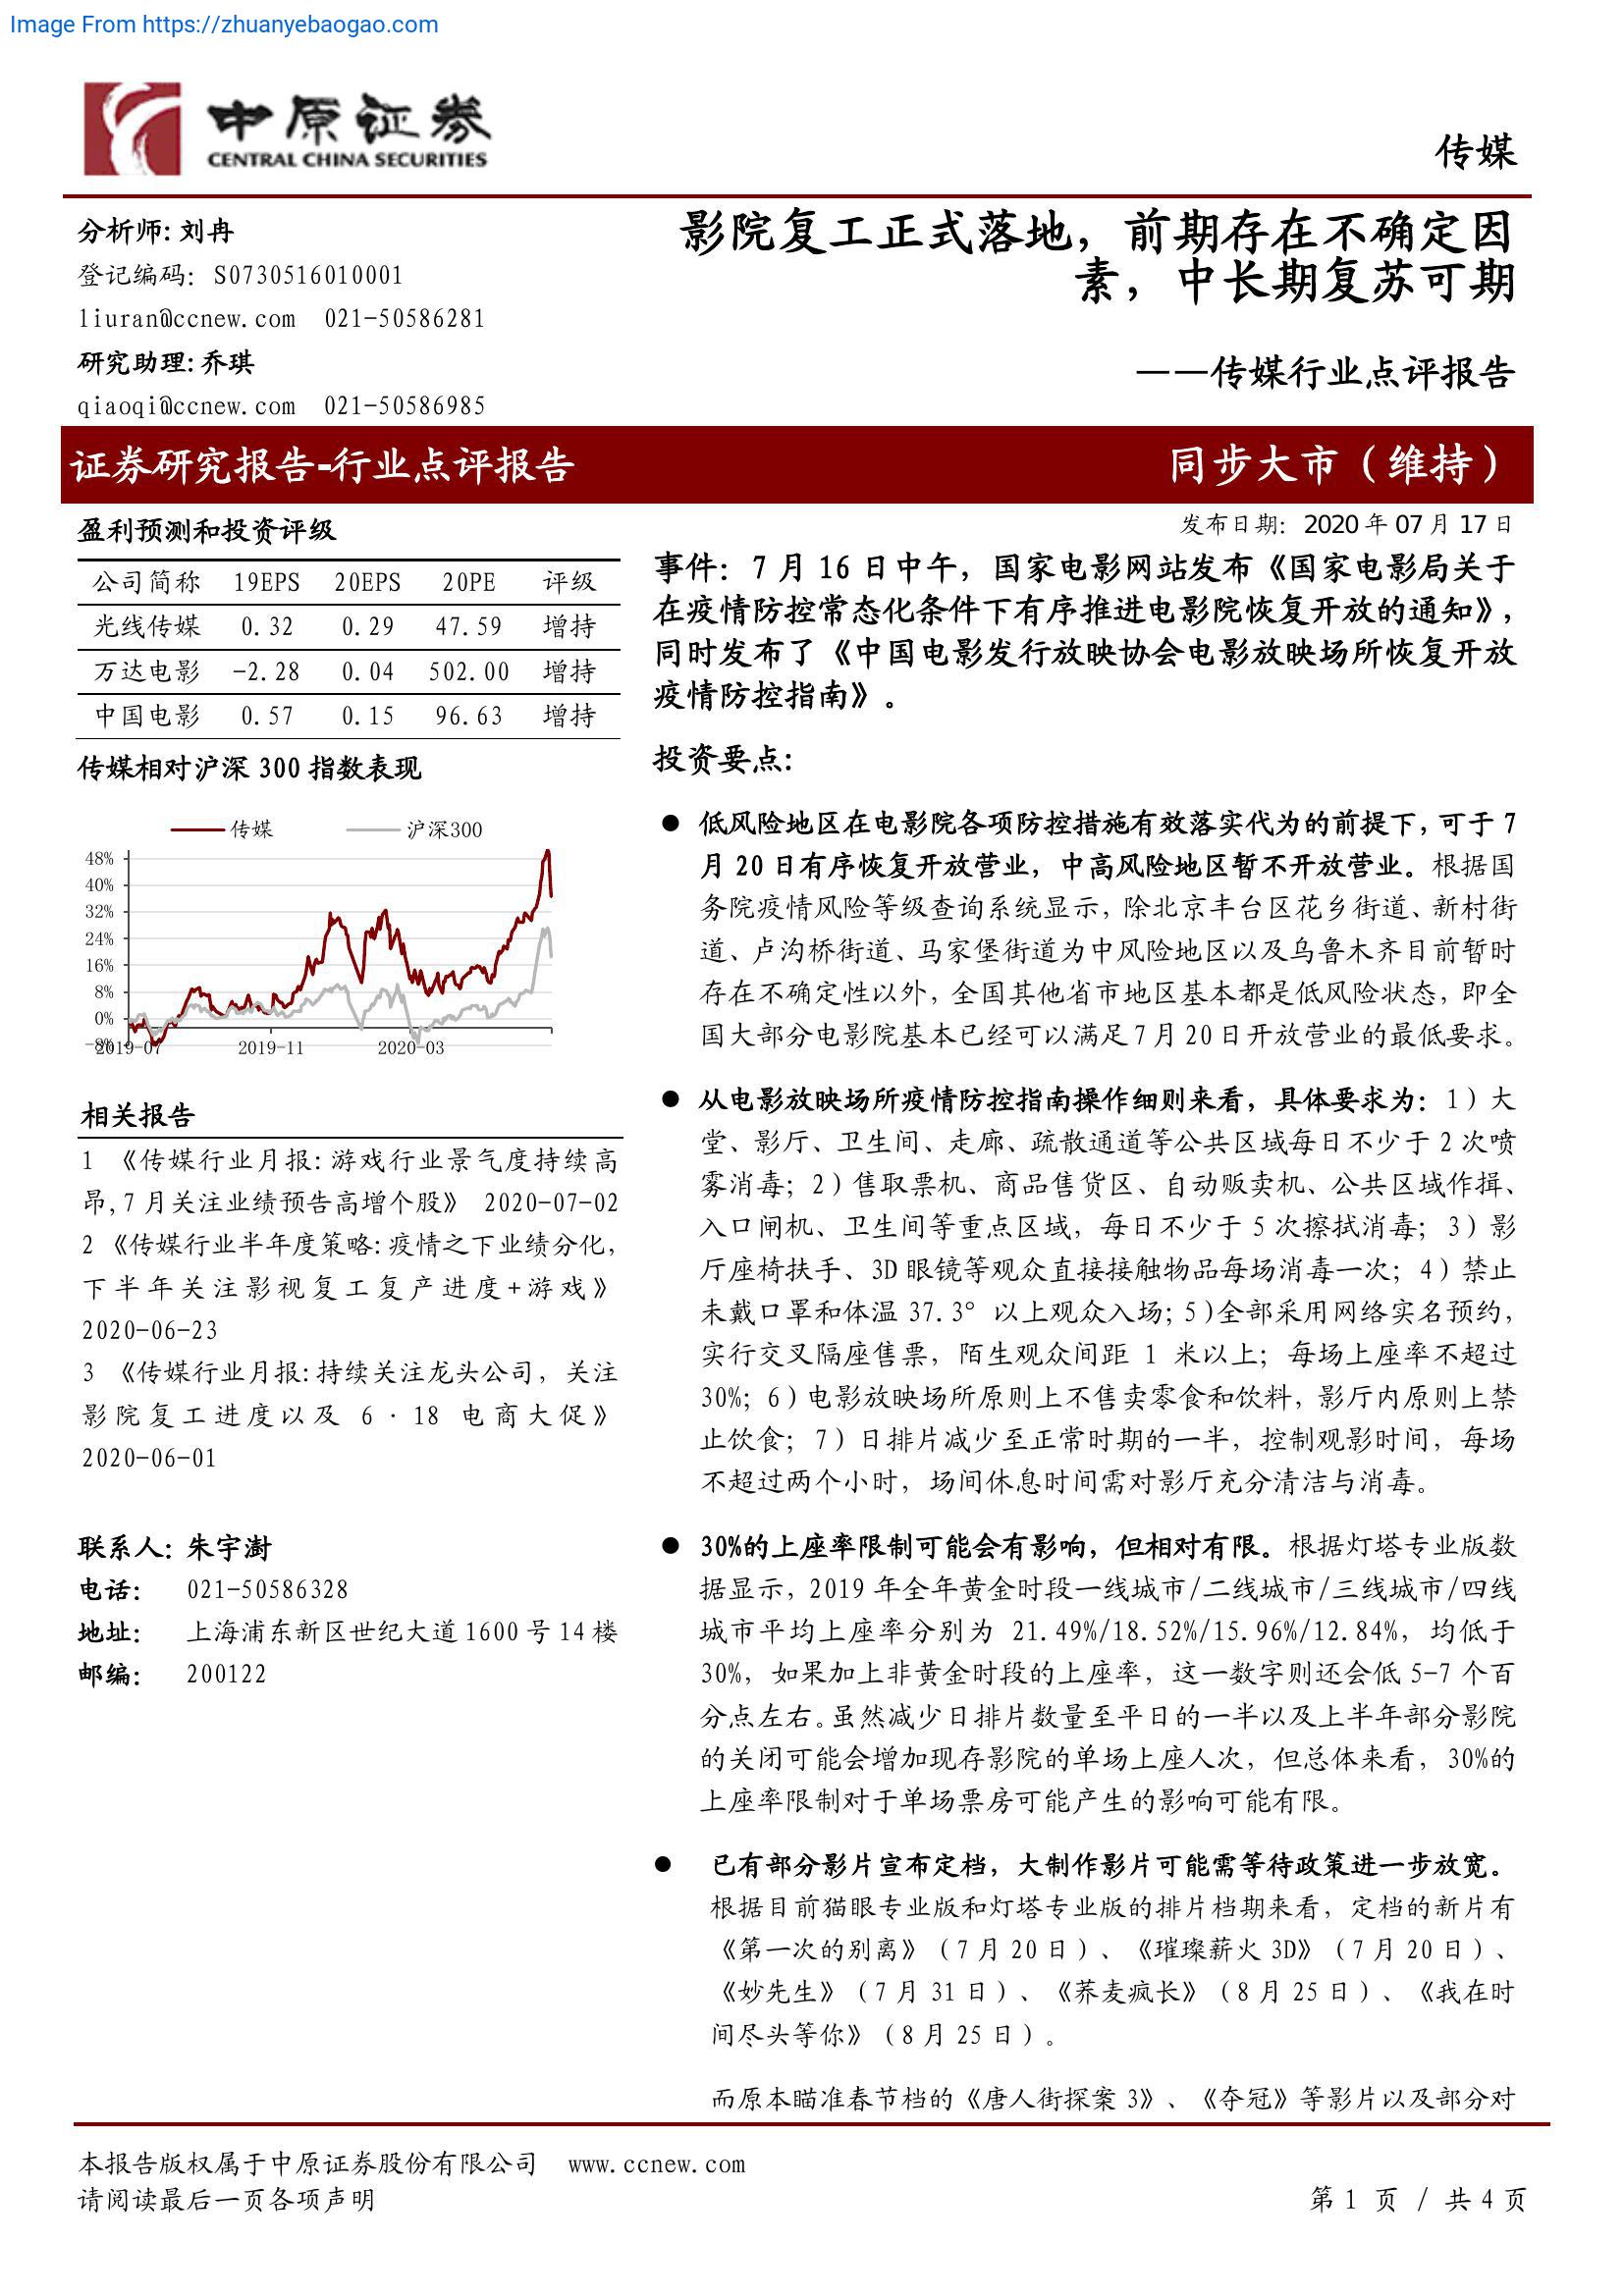 Image From https://zhuanyebaogao.com
中原证券
CENTRAL CHINA SECURITIES
传媒
分析师:刘冉
登记编码：S0730516010001
liuran@ccnew.com 021-50586281
研究助理:乔琪
qiaoqi@ccnew.com 021-50586985
影院复工正式落地，前期存在不确定因
素，中长期复苏可期
——传媒行业点评报告
证券研究报告-行业点评报告
同步大市（维持）
盈利预测和投资评级
公司简称 19EPS 20EPS 20PE 评级
光线传媒 0.32 0.29 47.59 增持
万达电影 -2.28 0.04 502.00 增持
中国电影 0.57 0.15 96.63 增持
传媒相对沪深 300 指数表现
传媒 沪深300
48%
40%
32%
24%
16%
8%
0%
-8%
2019-07 2019-11 2020-03
相关报告
1 《传媒行业月报:游戏行业景气度持续高
昂,7 月关注业绩预告高增个股》 2020-07-02
2 《传媒行业半年度策略:疫情之下业绩分化,
下半年关注影视复工复产进度+游戏》
2020-06-23
3 《传媒行业月报:持续关注龙头公司，关注
影院复工进度以及 6·18 电商大促》
2020-06-01
联系人：朱宇澍
电话： 021-50586328
地址： 上海浦东新区世纪大道 1600 号 14 楼
邮编： 200122
发布日期：2020 年 07 月 17 日
事件：7 月 16 日中午，国家电影网站发布《国家电影局关于
在疫情防控常态化条件下有序推进电影院恢复开放的通知》，
同时发布了《中国电影发行放映协会电影放映场所恢复开放
疫情防控指南》。
投资要点:
● 低风险地区在电影院各项防控措施有效落实代为的前提下，可于 7
月 20 日有序恢复开放营业，中高风险地区暂不开放营业。根据国
务院疫情风险等级查询系统显示，除北京丰台区花乡街道、新村街
道、卢沟桥街道、马家堡街道为中风险地区以及乌鲁木齐目前暂时
存在不确定性以外，全国其他省市地区基本都是低风险状态，即全
国大部分电影院基本已经可以满足 7 月 20 日开放营业的最低要求。
● 从电影放映场所疫情防控指南操作细则来看，具体要求为：1）大
堂、影厅、卫生间、走廊、疏散通道等公共区域每日不少于 2 次喷
雾消毒；2）售取票机、商品售货区、自动贩卖机、公共区域作揖、
入口闸机、卫生间等重点区域，每日不少于 5 次擦拭消毒；3）影
厅座椅扶手、3D 眼镜等观众直接接触物品每场消毒一次；4）禁止
未戴口罩和体温 37.3° 以上观众入场；5）全部采用网络实名预约，
实行交叉隔座售票，陌生观众间距 1 米以上；每场上座率不超过
30%；6）电影放映场所原则上不售卖零食和饮料，影厅内原则上禁
止饮食；7）日排片减少至正常时期的一半，控制观影时间，每场
不超过两个小时，场间休息时间需对影厅充分清洁与消毒。
● 30%的上座率限制可能会有影响，但相对有限。根据灯塔专业版数
据显示，2019 年全年黄金时段一线城市/二线城市/三线城市/四线
城市平均上座率分别为 21.49%/18.52%/15.96%/12.84%，均低于
30%，如果加上非黄金时段的上座率，这一数字则还会低 5-7 个百
分点左右。虽然减少日排片数量至平日的一半以及上半年部分影院
的关闭可能会增加现存影院的单场上座人次，但总体来看，30%的
上座率限制对于单场票房可能产生的影响可能有限。
● 已有部分影片宣布定档，大制作影片可能需等待政策进一步放宽。
根据目前猫眼专业版和灯塔专业版的排片档期来看，定档的新片有
《第一次的别离》（7 月 20 日）、《璀璨薪火 3D》（7 月 20 日）、
《妙先生》（7 月 31 日）、《荞麦疯长》（8 月 25 日）、《我在时
间尽头等你》（8 月 25 日）。
而原本瞄准春节档的《唐人街探案 3》、《夺冠》等影片以及部分对
本报告版权属于中原证券股份有限公司 www.ccnew.com
请阅读最后一页各项声明
第 1 页 / 共 4 页